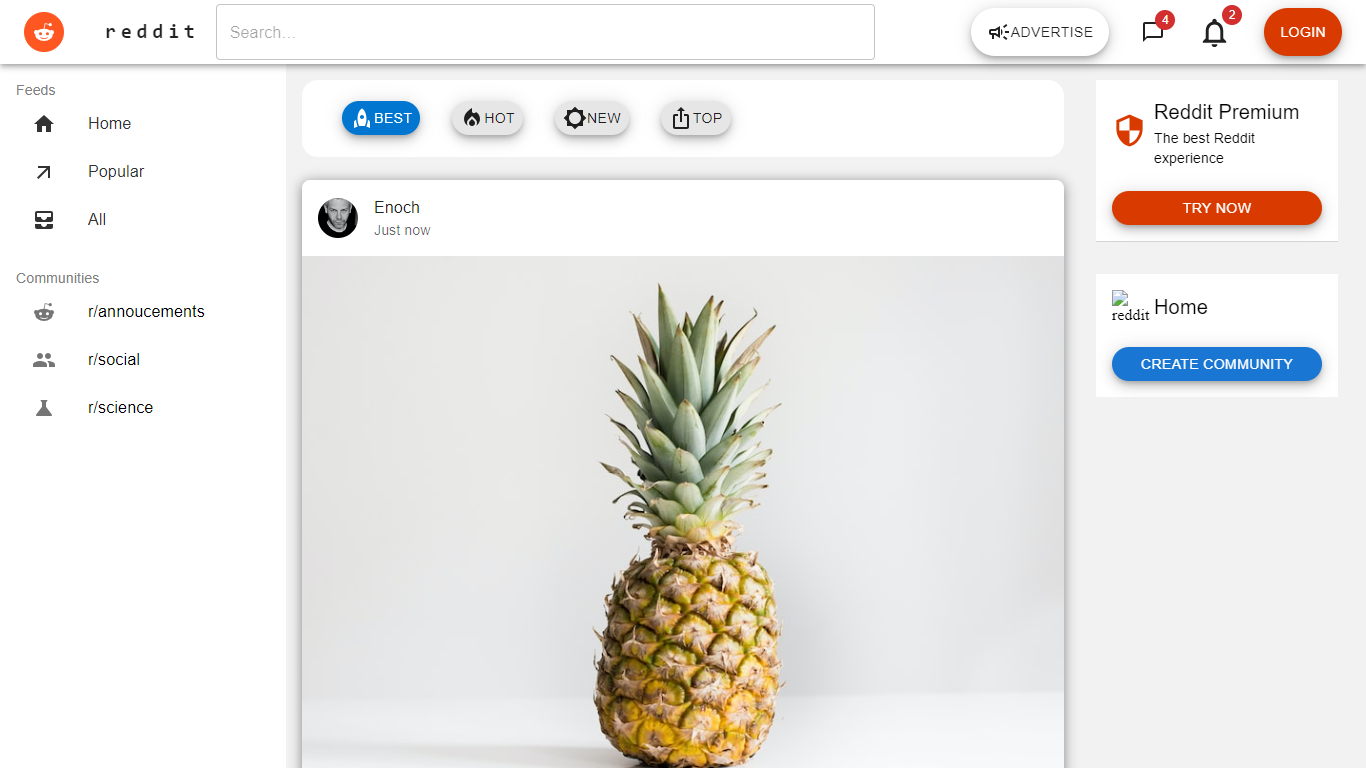 reddit
Search...
ADVERTISE
4
2
LOGIN
Feeds
Home
Popular
All
Communities
r/annoucements
r/social
r/science
BEST
HOT
NEW
TOP
Enoch
Just now
Reddit Premium
The best Reddit
experience
TRY NOW
reddit
Home
CREATE COMMUNITY